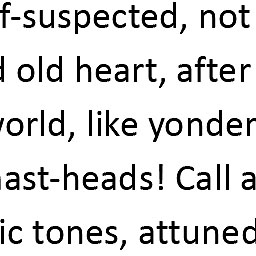 f-suspected, not
d old heart, after
world, like yonder
mast-heads! Call a
ic tones, attuned